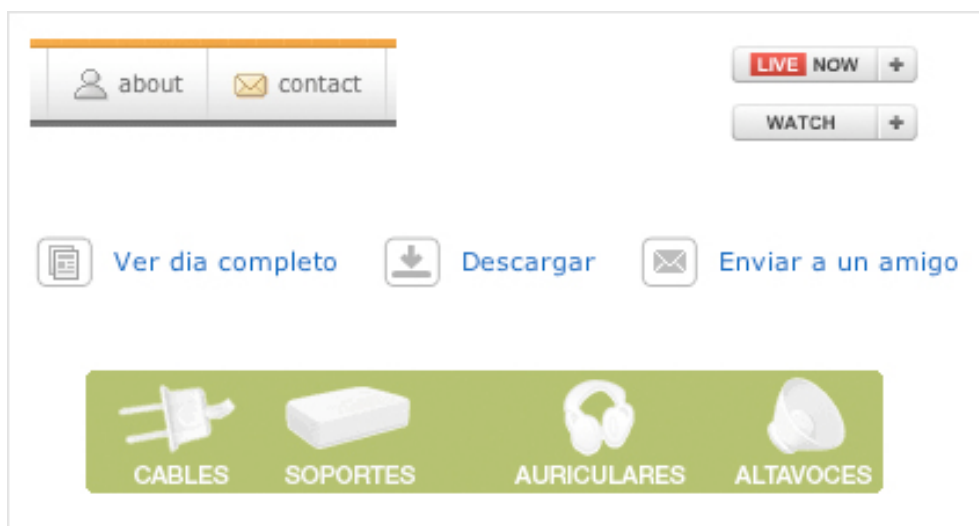 about contact
LIVE NOW
WATCH
Ver dia completo Descargar Enviar a un amigo
CABLES SOPORTES AURICULARES ALTAVOCES